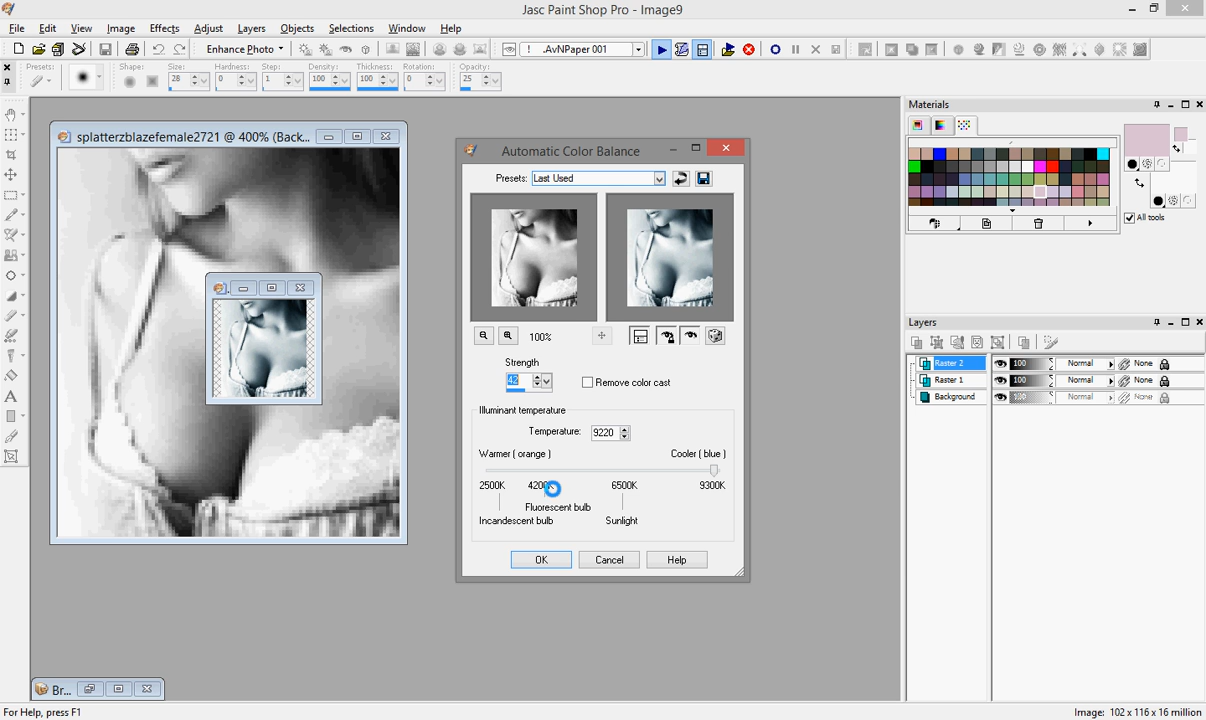 Jasc Paint Shop Pro - Image9
File Edit View Image Effects Adjust Layers Objects Selections Window Help
Enhance Photo
! .AvNPaper 001
Presets: Shape: Size: Hardness: Step: Density: Thickness: Rotation: Opacity:
28 0 1 100 100 0 25
splatterzblazefemale2721 @ 400% (Back...
Automatic Color Balance
Presets: Last Used
100%
Strength
42
Remove color cast
Illuminant temperature
Temperature: 9220
Warmer ( orange ) Cooler ( blue )
2500K 6500K 9300K
Fluorescent bulb
Incandescent bulb Sunlight
OK Cancel Help
Materials
All tools
Layers
Raster 2 100 Normal None
Raster 1 100 Normal None
Background 100 Normal None
Br...
For Help, press F1
Image: 102 x 116 x 16 million